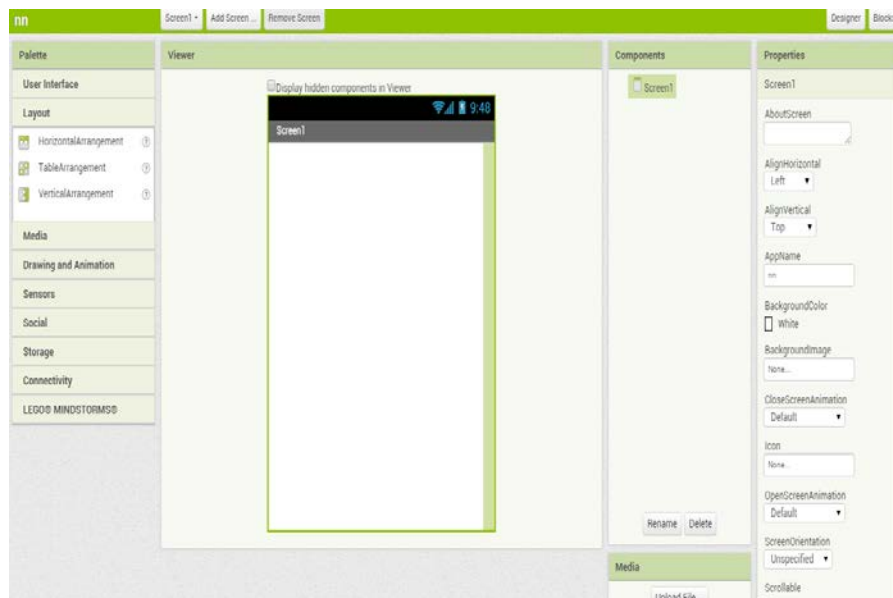 nn
Screen1
Add Screen ...
Remove Screen
Designer
Block
Palette
User Interface
Layout
HorizontalArrangement
TableArrangement
VerticalArrangement
Media
Drawing and Animation
Sensors
Social
Storage
Connectivity
LEGO® MINDSTORMS®
Viewer
Display hidden components in Viewer
9:48
Screen1
Components
Screen1
Rename
Delete
Media
Upload File
Properties
Screen1
AboutScreen
AlignHorizontal
Left
AlignVertical
Top
AppName
nn
BackgroundColor
White
BackgroundImage
None...
CloseScreenAnimation
Default
Icon
None...
OpenScreenAnimation
Default
ScreenOrientation
Unspecified
Scrollable